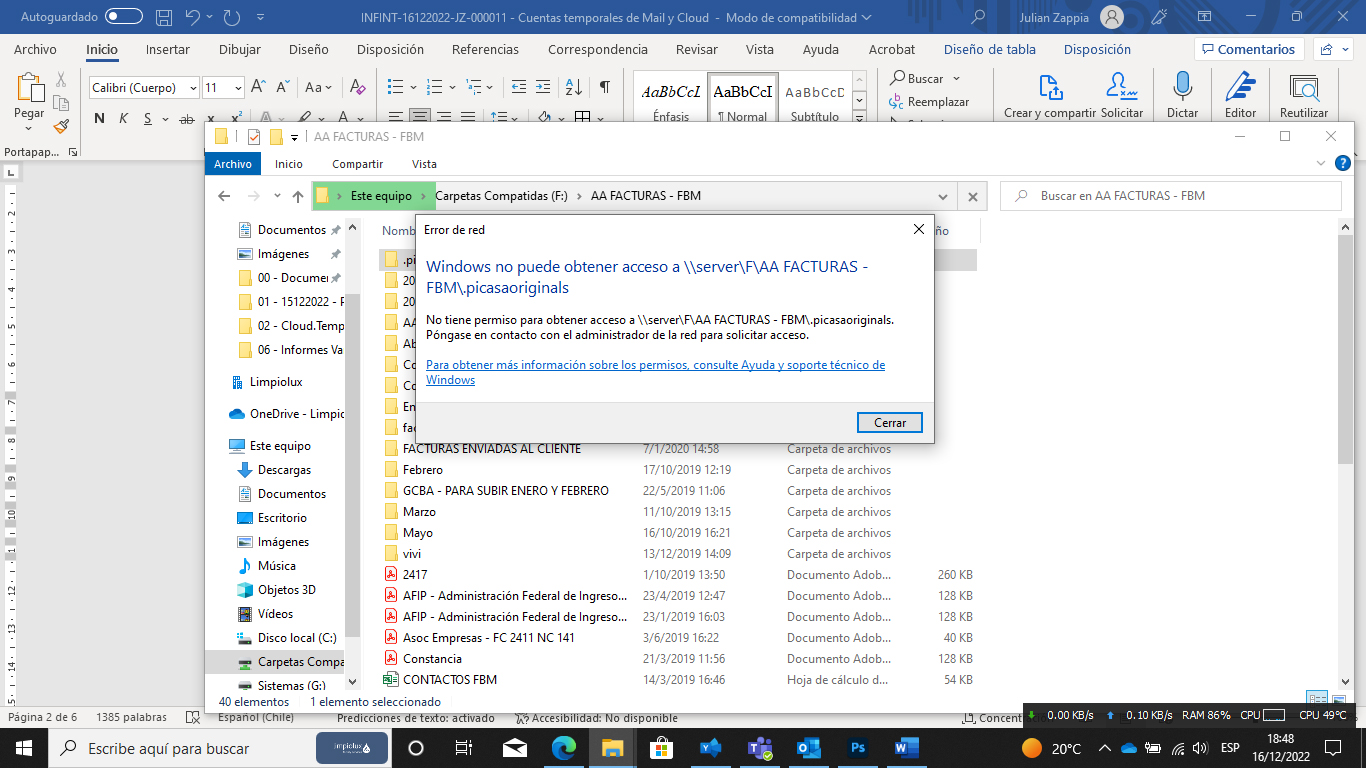 Autoguardado
INFINT-16122022-JZ-000011 - Cuentas temporales de Mail y Cloud - Modo de compatibilidad
Julian Zappia
Archivo Inicio Insertar Dibujar Diseño Disposición Referencias Correspondencia Revisar Vista Ayuda Acrobat Diseño de tabla Disposición Comentarios
Calibri (Cuerpo) 11
Pegar
N K S ab x x
Portapap...
AaBbCcI AaBbCcI AaBbCcD
Énfasis ¶ Normal Subtítulo
Buscar
Reemplazar
Crear y compartir Solicitar Dictar Editor Reutilizar
AA FACTURAS - FBM
Archivo Inicio Compartir Vista
Este equipo Carpetas Compatidas (F:) AA FACTURAS - FBM
Buscar en AA FACTURAS - FBM
Documentos
Imágenes
00 - Documen
01 - 15122022 - F
02 - Cloud.Temp
06 - Informes Va
Limpiolux
OneDrive - Limpic
Este equipo
Descargas
Documentos
Escritorio
Imágenes
Música
Objetos 3D
Vídeos
Disco local (C:)
Carpetas Compa
Sistemas (G:)
Error de red
Windows no puede obtener acceso a \\server\F\AA FACTURAS -
FBM\.picasaoriginals
No tiene permiso para obtener acceso a \\server\F\AA FACTURAS - FBM\.picasaoriginals.
Póngase en contacto con el administrador de la red para solicitar acceso.
Para obtener más información sobre los permisos, consulte Ayuda y soporte técnico de
Windows
Cerrar
FACTURAS ENVIADAS AL CLIENTE 7/1/2020 14:58 Carpeta de archivos
Febrero 17/10/2019 12:19 Carpeta de archivos
GCBA - PARA SUBIR ENERO Y FEBRERO 22/5/2019 11:06 Carpeta de archivos
Marzo 11/10/2019 13:15 Carpeta de archivos
Mayo 16/10/2019 16:21 Carpeta de archivos
vivi 13/12/2019 14:09 Carpeta de archivos
2417 1/10/2019 13:50 Documento Adob... 260 KB
AFIP - Administración Federal de Ingreso... 23/4/2019 12:47 Documento Adob... 128 KB
AFIP - Administración Federal de Ingreso... 23/1/2019 16:03 Documento Adob... 128 KB
Asoc Empresas - FC 2411 NC 141 3/6/2019 16:22 Documento Adob... 40 KB
Constancia 21/3/2019 11:56 Documento Adob... 128 KB
CONTACTOS FBM 14/3/2019 16:46 Hoja de cálculo d... 54 KB
40 elementos 1 elemento seleccionado
Página 2 de 6 1385 palabras Español (Chile) Predicciones de texto: activado Accesibilidad: No disponible
0.00 KB/s 0.10 KB/s RAM 86% CPU CPU 49°C
Escribe aquí para buscar
limpiolux
20°C
ESP
18:48
16/12/2022